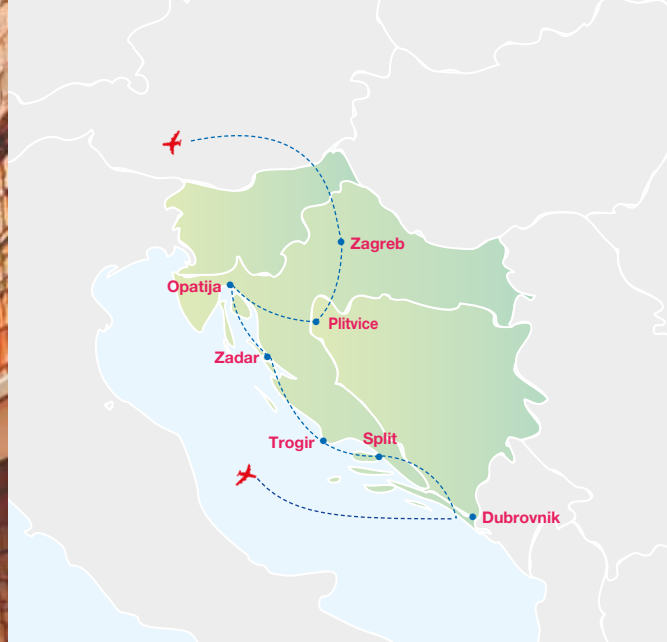 Zagreb
Opatija
Plitvice
Zadar
Trogir
Split
Dubrovnik